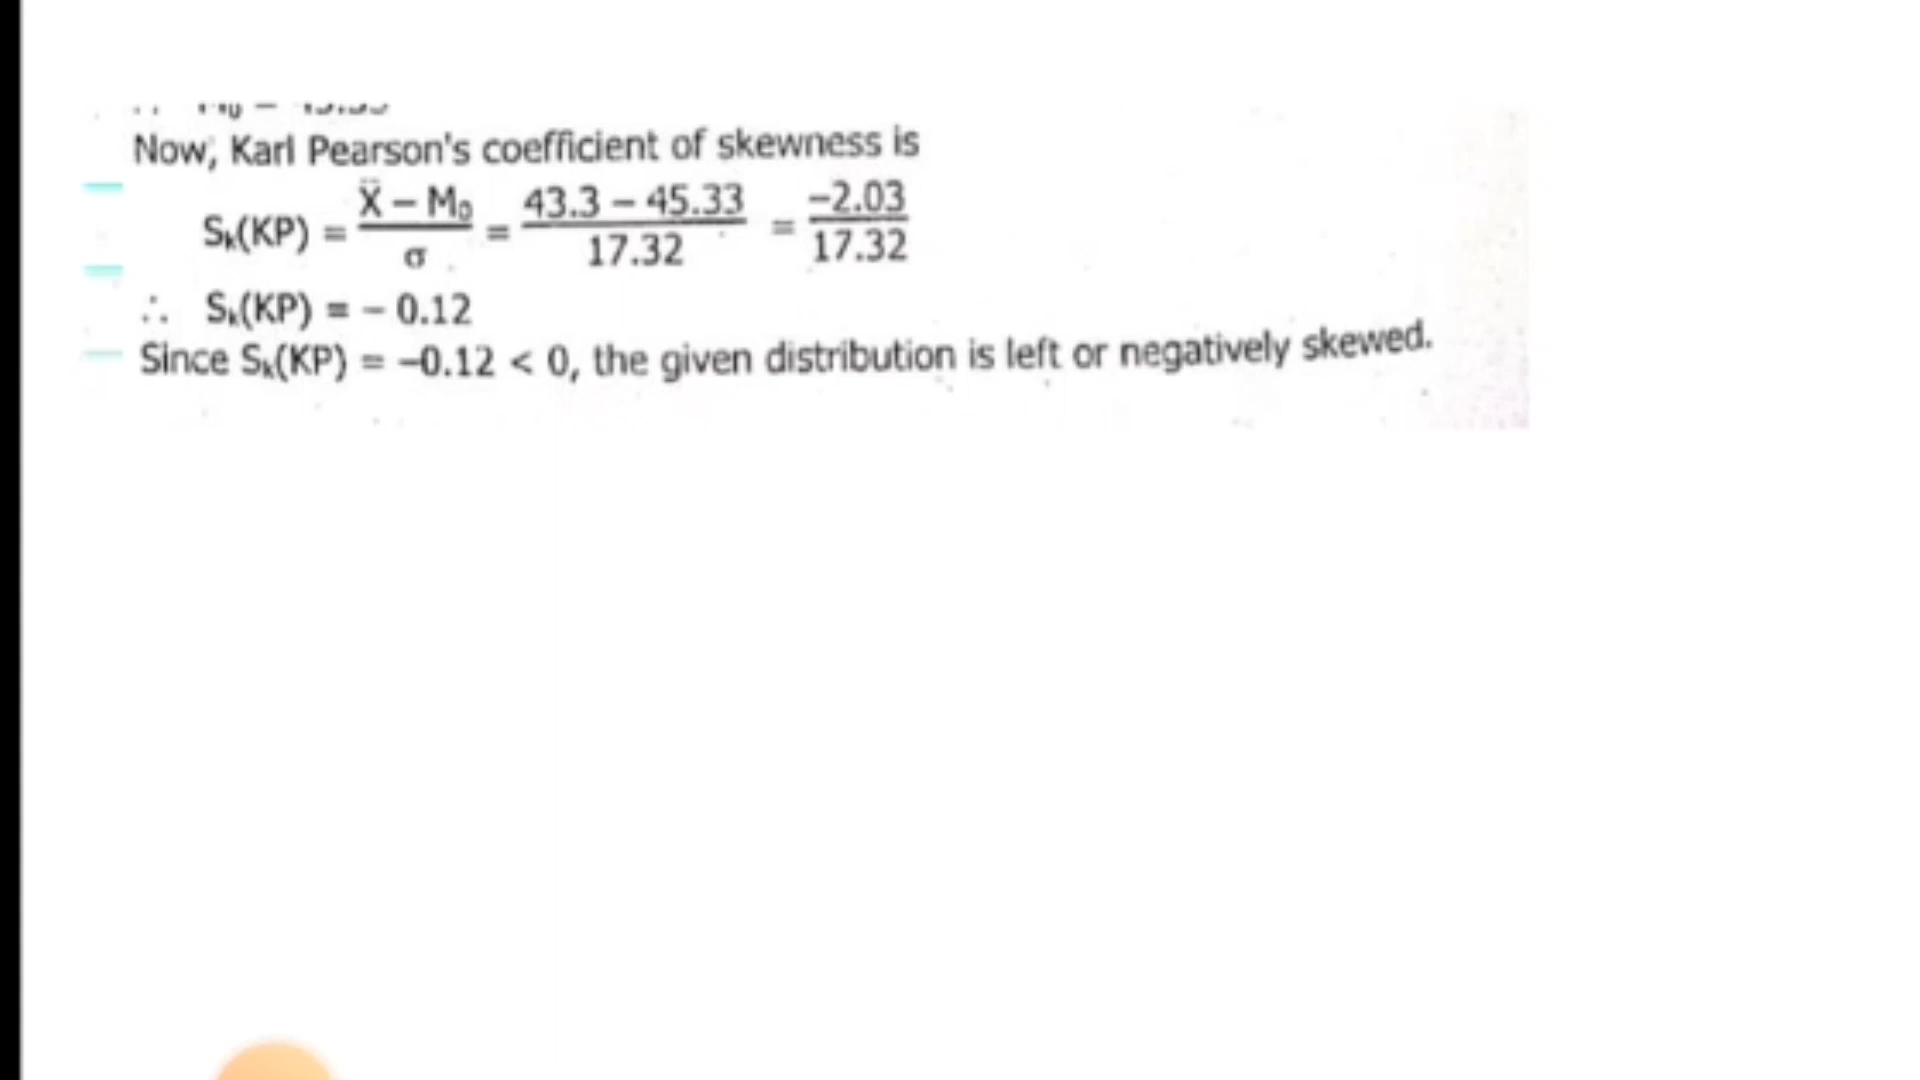 Now, Karl Pearson's coefficient of skewness is
Sₖ(KP) = (X̄ – M₀)/σ = (43.3 – 45.33)/17.32 = –2.03/17.32
∴ Sₖ(KP) = – 0.12
Since Sₖ(KP) = –0.12 < 0, the given distribution is left or negatively skewed.